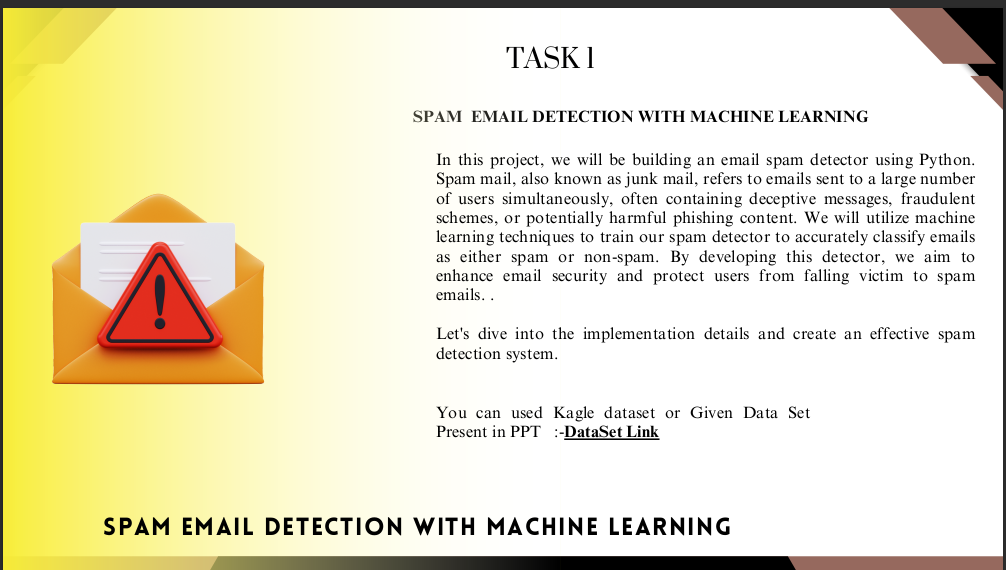 TASK 1
SPAM EMAIL DETECTION WITH MACHINE LEARNING
In this project, we will be building an email spam detector using Python.
Spam mail, also known as junk mail, refers to emails sent to a large number
of users simultaneously, often containing deceptive messages, fraudulent
schemes, or potentially harmful phishing content. We will utilize machine
learning techniques to train our spam detector to accurately classify emails
as either spam or non-spam. By developing this detector, we aim to
enhance email security and protect users from falling victim to spam
emails. .
Let's dive into the implementation details and create an effective spam
detection system.
You can used Kagle dataset or Given Data Set
Present in PPT :-DataSet Link
SPAM EMAIL DETECTION WITH MACHINE LEARNING